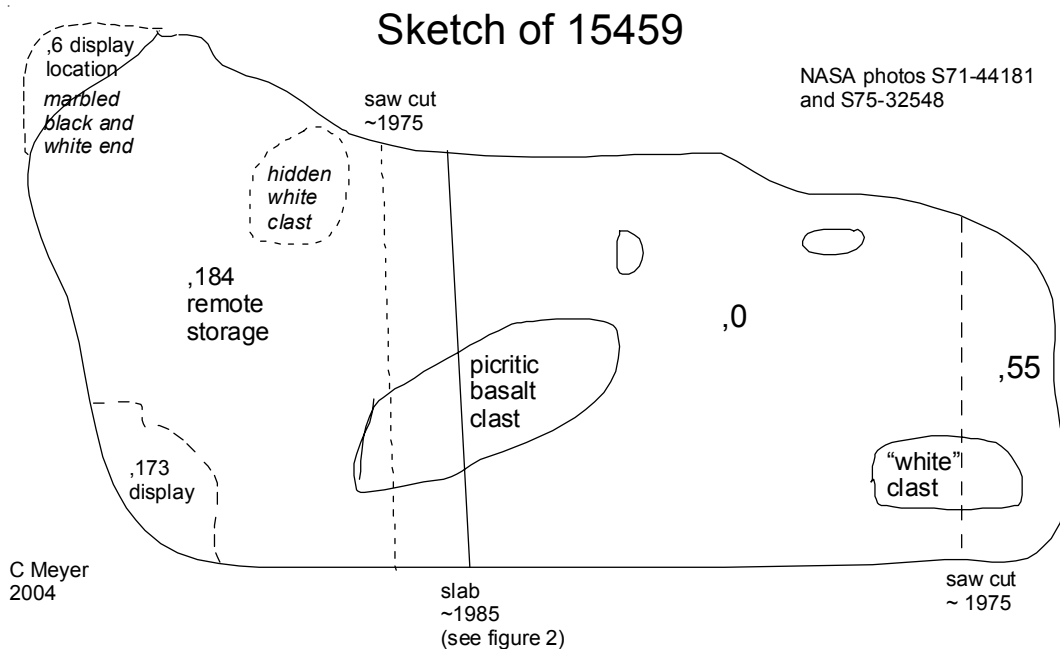 Sketch of 15459
,6 display
location
marbled
black and
white end
NASA photos S71-44181
and S75-32548
saw cut
~1975
hidden
white
clast
,184
remote
storage
,0
picritic
basalt
clast
,55
"white"
clast
,173
display
C Meyer
2004
slab
~1985
(see figure 2)
saw cut
~ 1975